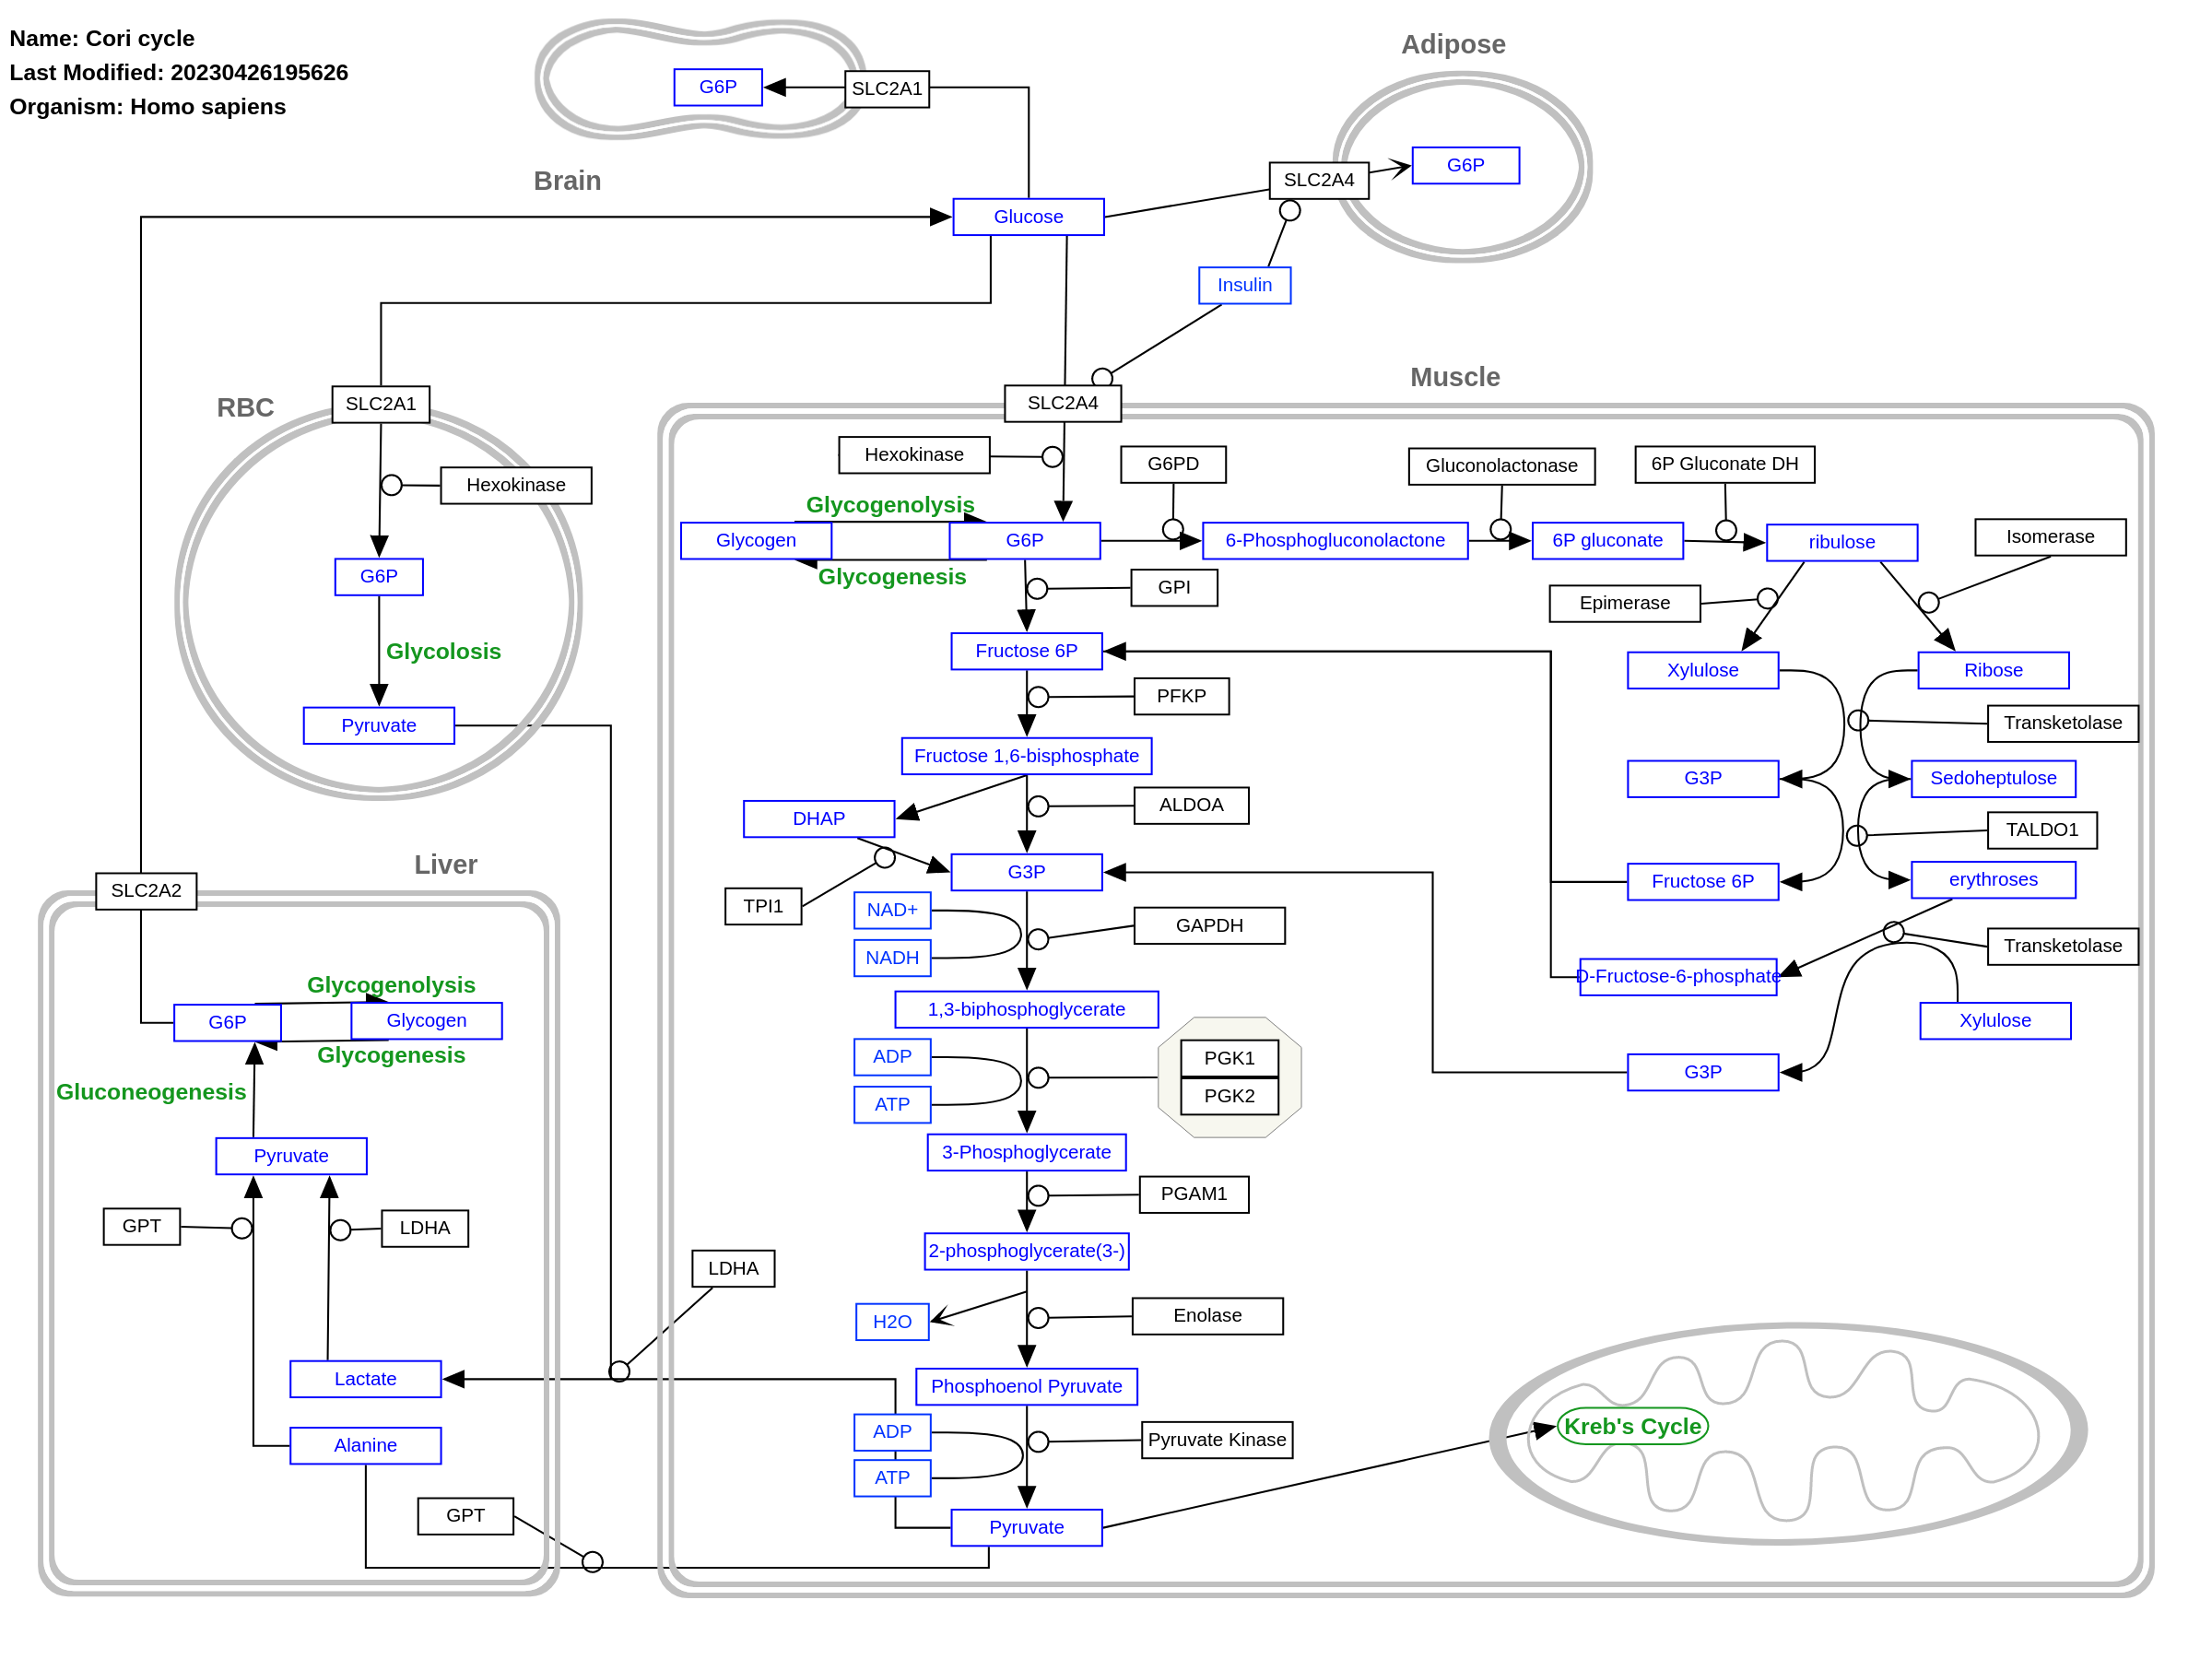 Name: Cori cycle
Last Modified: 20230426195626
Organism: Homo sapiens
Adipose
G6P
SLC2A1
G6P
SLC2A4
Brain
Glucose
Insulin
Muscle
RBC
SLC2A1
SLC2A4
Hexokinase
G6PD
Gluconolactonase
6P Gluconate DH
Hexokinase
Glycogenolysis
Isomerase
Glycogen
G6P
6-Phosphogluconolactone
6P gluconate
ribulose
G6P
Glycogenesis
GPI
Epimerase
Glycolosis
Fructose 6P
Xylulose
Ribose
PFKP
Pyruvate
Transketolase
Fructose 1,6-bisphosphate
G3P
Sedoheptulose
DHAP
ALDOA
TALDO1
Liver
G3P
Fructose 6P
erythroses
SLC2A2
TPI1
NAD+
GAPDH
Transketolase
NADH
D-Fructose-6-phosphate
Glycogenolysis
G6P
Glycogen
1,3-biphosphoglycerate
Xylulose
Glycogenesis
ADP
PGK1
G3P
Gluconeogenesis
ATP
PGK2
Pyruvate
3-Phosphoglycerate
PGAM1
GPT
LDHA
2-phosphoglycerate(3-)
LDHA
H2O
Enolase
Lactate
Phosphoenol Pyruvate
Kreb's Cycle
ADP
Pyruvate Kinase
Alanine
ATP
GPT
Pyruvate